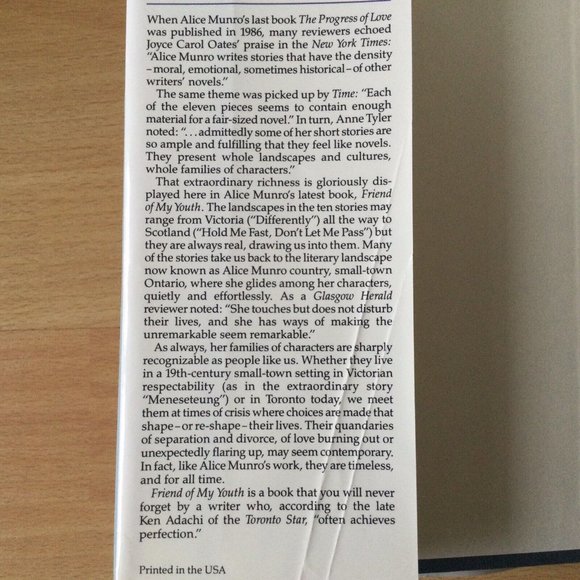 When Alice Munro's last book The Progress of Love
was published in 1986, many reviewers echoed
Joyce Carol Oates' praise in the New York Times:
"Alice Munro writes stories that have the density
–moral, emotional, sometimes historical–of other
writers' novels."
The same theme was picked up by Time: "Each
of the eleven pieces seems to contain enough
material for a fair-sized novel." In turn, Anne Tyler
noted: "...admittedly some of her short stories are
so ample and fulfilling that they feel like novels.
They present whole landscapes and cultures,
whole families of characters."
That extraordinary richness is gloriously dis-
played here in Alice Munro's latest book, Friend
of My Youth. The landscapes in the ten stories may
range from Victoria ("Differently") all the way to
Scotland ("Hold Me Fast, Don't Let Me Pass") but
they are always real, drawing us into them. Many
of the stories take us back to the literary landscape
now known as Alice Munro country, small-town
Ontario, where she glides among her characters,
quietly and effortlessly. As a Glasgow Herald
reviewer noted: "She touches but does not disturb
their lives, and she has ways of making the
unremarkable seem remarkable."
As always, her families of characters are sharply
recognizable as people like us. Whether they live
in a 19th-century small-town setting in Victorian
respectability (as in the extraordinary story
"Meneseteung") or in Toronto today, we meet
them at times of crisis where choices are made that
shape–or re-shape–their lives. Their quandaries
of separation and divorce, of love burning out or
unexpectedly flaring up, may seem contemporary.
In fact, like Alice Munro's work, they are timeless,
and for all time.
Friend of My Youth is a book that you will never
forget by a writer who, according to the late
Ken Adachi of the Toronto Star, "often achieves
perfection."
Printed in the USA